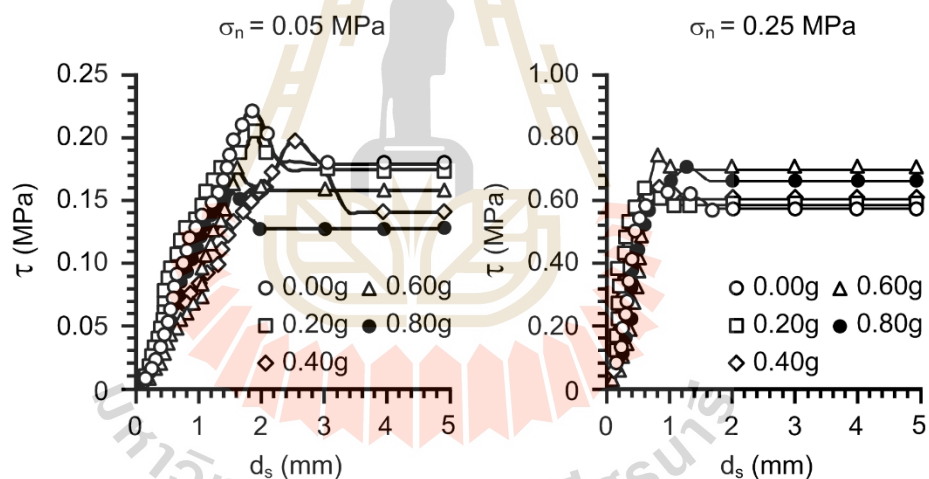 σn = 0.05 MPa
0.25
0.20
0.15
0.10
0.05
0
τ (MPa)
0.00g 0.60g
0.20g 0.80g
0.40g
0 1 2 3 4 5
ds (mm)
σn = 0.25 MPa
1.00
0.80
0.60
0.40
0.20
0
τ (MPa)
0.00g 0.60g
0.20g 0.80g
0.40g
0 1 2 3 4 5
ds (mm)